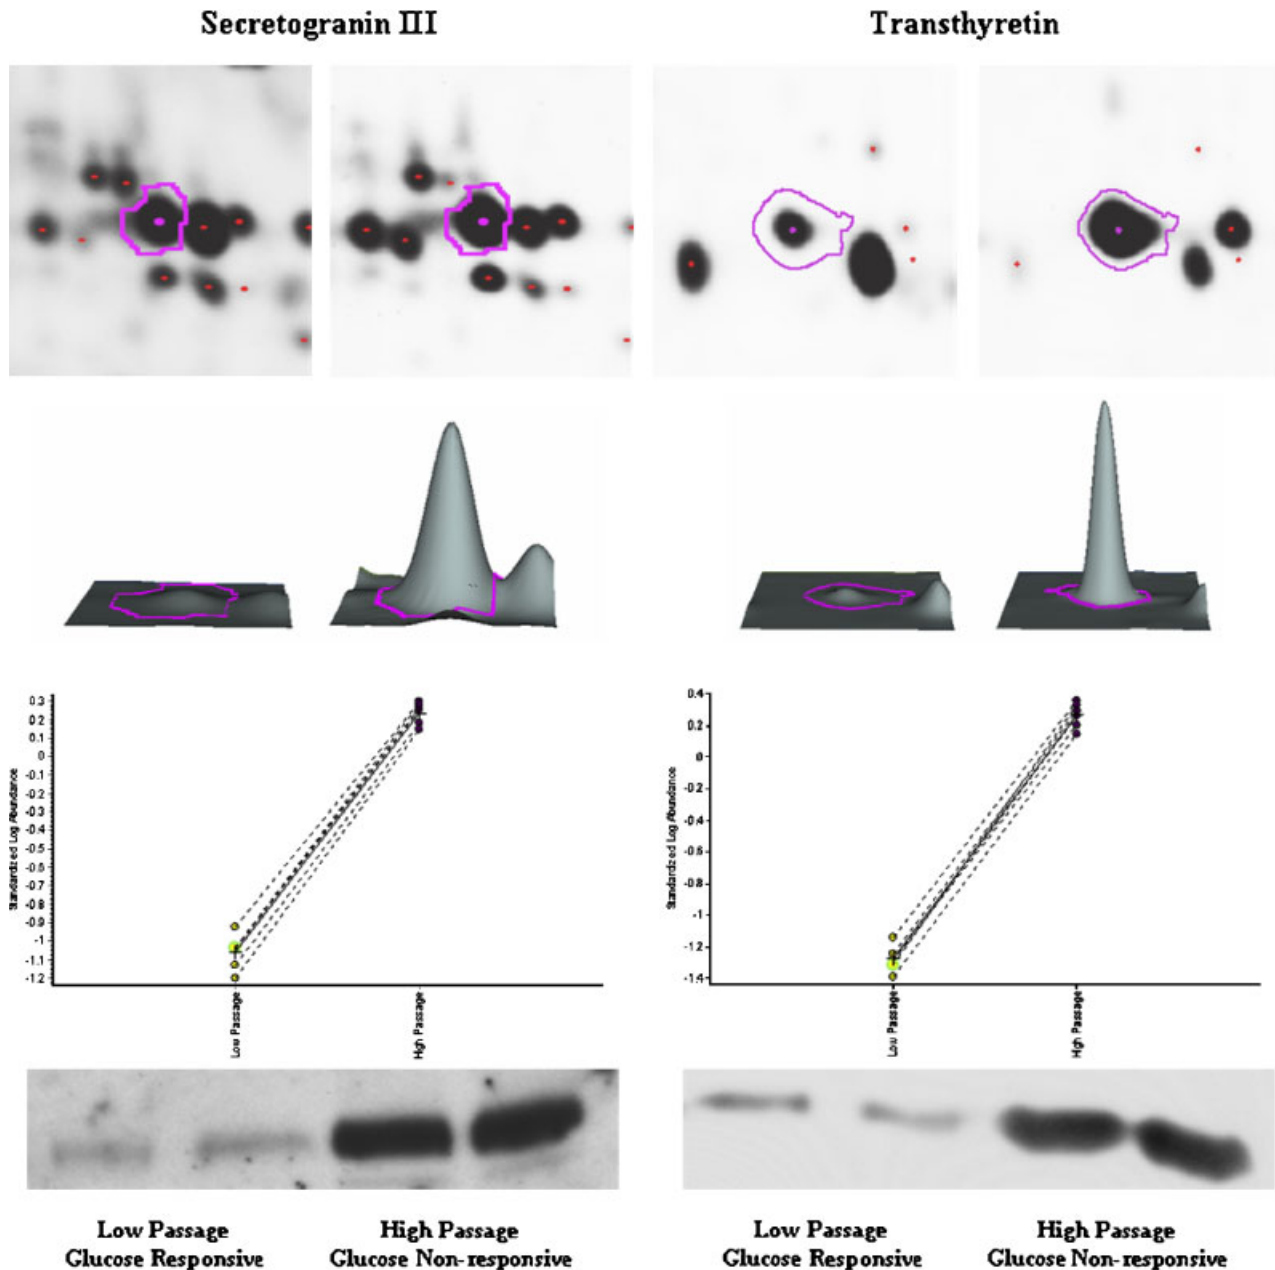 Secretogranin III
Transthyretin
0.3
0.2
0.1
0
-0.1
-0.2
-0.3
-0.4
-0.5
-0.6
-0.7
-0.8
-0.9
-1
-1.1
-1.2
Standardized Log Abundance
Low Passage
High Passage
0.4
0.2
0
-0.2
-0.4
-0.6
-0.8
-1
-1.2
-1.4
Standardized Log Abundance
Low Passage
High Passage
Low Passage
Glucose Responsive
High Passage
Glucose Non-responsive
Low Passage
Glucose Responsive
High Passage
Glucose Non-responsive